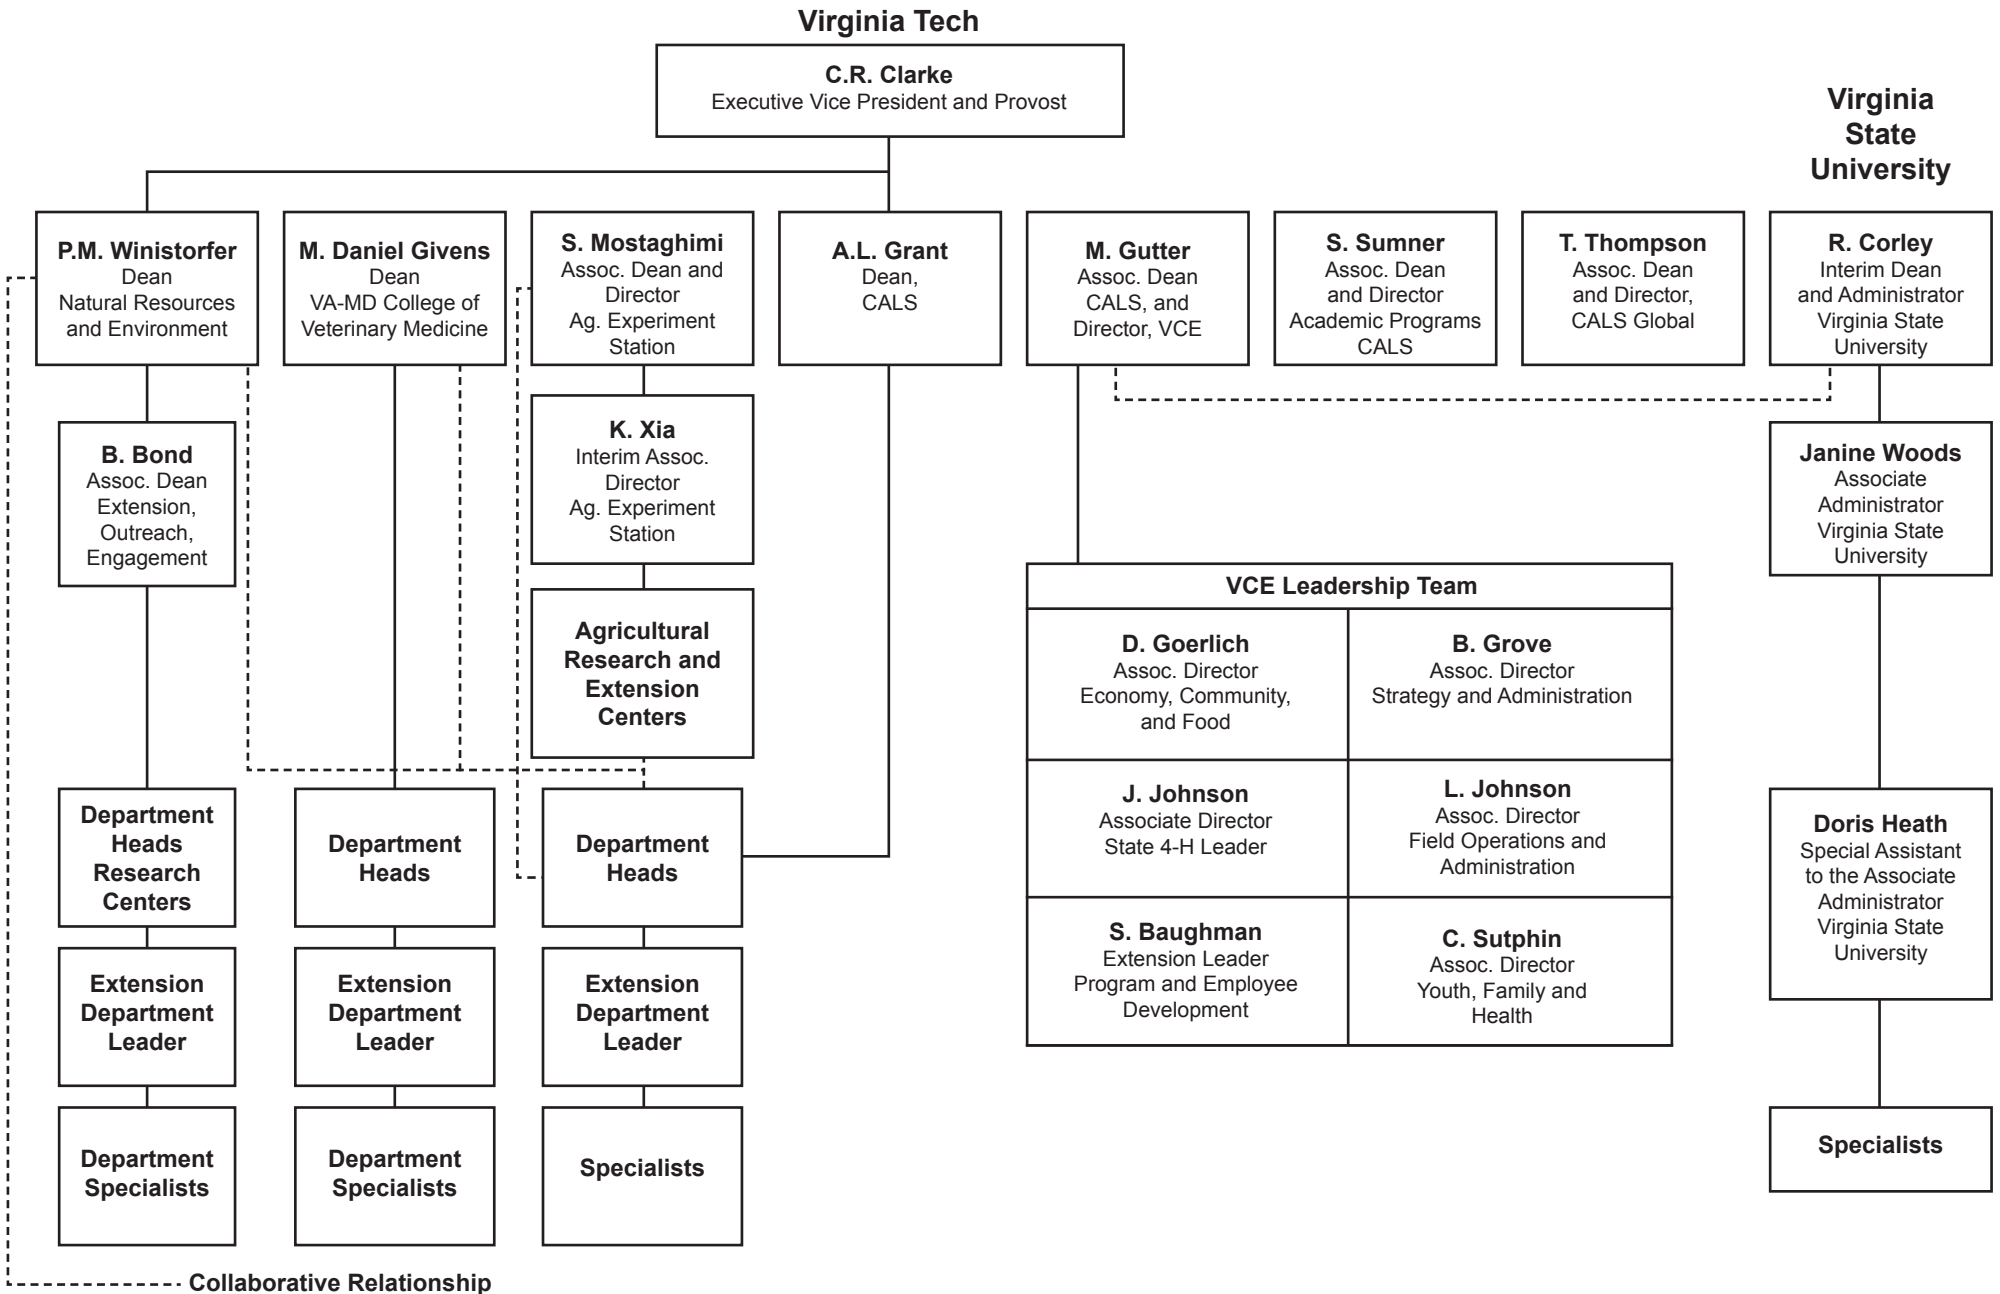 Virginia Tech
C.R. Clarke
Executive Vice President and Provost
Virginia
State
University
P.M. Winistorfer
Dean
Natural Resources
and Environment
M. Daniel Givens
Dean
VA-MD College of
Veterinary Medicine
S. Mostaghimi
Assoc. Dean and
Director
Ag. Experiment
Station
A.L. Grant
Dean,
CALS
M. Gutter
Assoc. Dean
CALS, and
Director, VCE
S. Sumner
Assoc. Dean
and Director
Academic Programs
CALS
T. Thompson
Assoc. Dean
and Director,
CALS Global
R. Corley
Interim Dean
and Administrator
Virginia State
University
B. Bond
Assoc. Dean
Extension,
Outreach,
Engagement
K. Xia
Interim Assoc.
Director
Ag. Experiment
Station
Janine Woods
Associate
Administrator
Virginia State
University
Agricultural
Research and
Extension
Centers
VCE Leadership Team
D. Goerlich
Assoc. Director
Economy, Community,
and Food
B. Grove
Assoc. Director
Strategy and Administration
J. Johnson
Associate Director
State 4-H Leader
L. Johnson
Assoc. Director
Field Operations and
Administration
S. Baughman
Extension Leader
Program and Employee
Development
C. Sutphin
Assoc. Director
Youth, Family and
Health
Department
Heads
Research
Centers
Department
Heads
Department
Heads
Doris Heath
Special Assistant
to the Associate
Administrator
Virginia State
University
Extension
Department
Leader
Extension
Department
Leader
Extension
Department
Leader
Department
Specialists
Department
Specialists
Specialists
Specialists
Collaborative Relationship